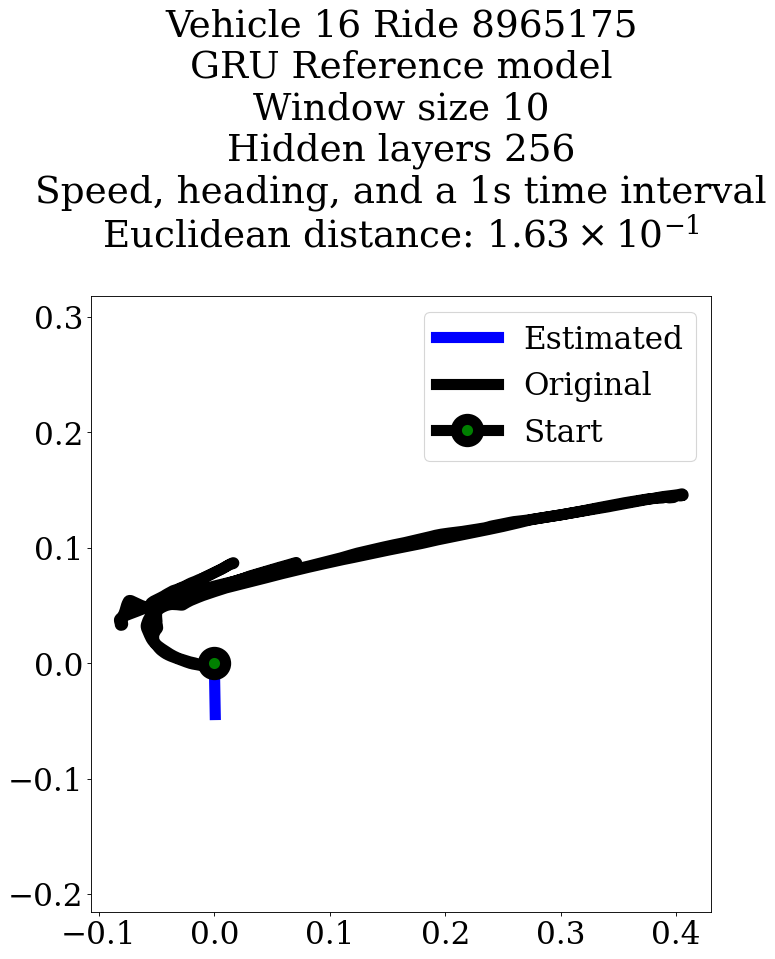 Vehicle 16 Ride 8965175
GRU Reference model
Window size 10
Hidden layers 256
Speed, heading, and a 1s time interval
Euclidean distance: 1.63 × 10⁻¹
Estimated
Original
Start
0.3
0.2
0.1
0.0
−0.1
−0.2
−0.1 0.0 0.1 0.2 0.3 0.4